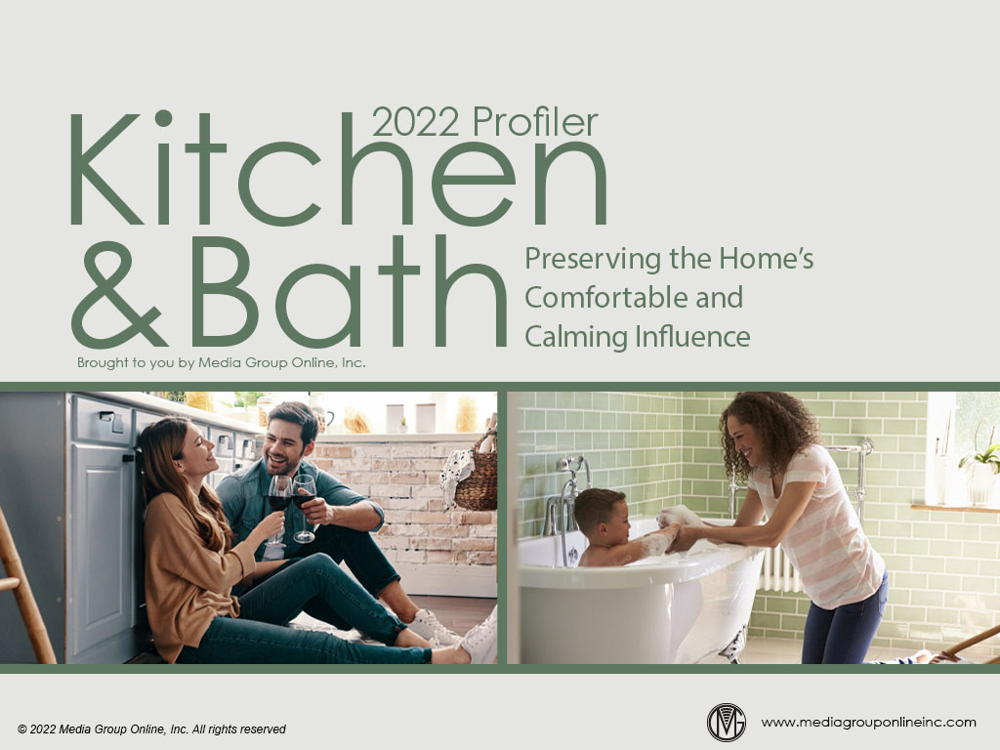 2022 Profiler
Kitchen
& Bath
Preserving the Home's
Comfortable and
Calming Influence
Brought to you by Media Group Online, Inc.
© 2022 Media Group Online, Inc. All rights reserved
MG
www.mediagrouponlineinc.com